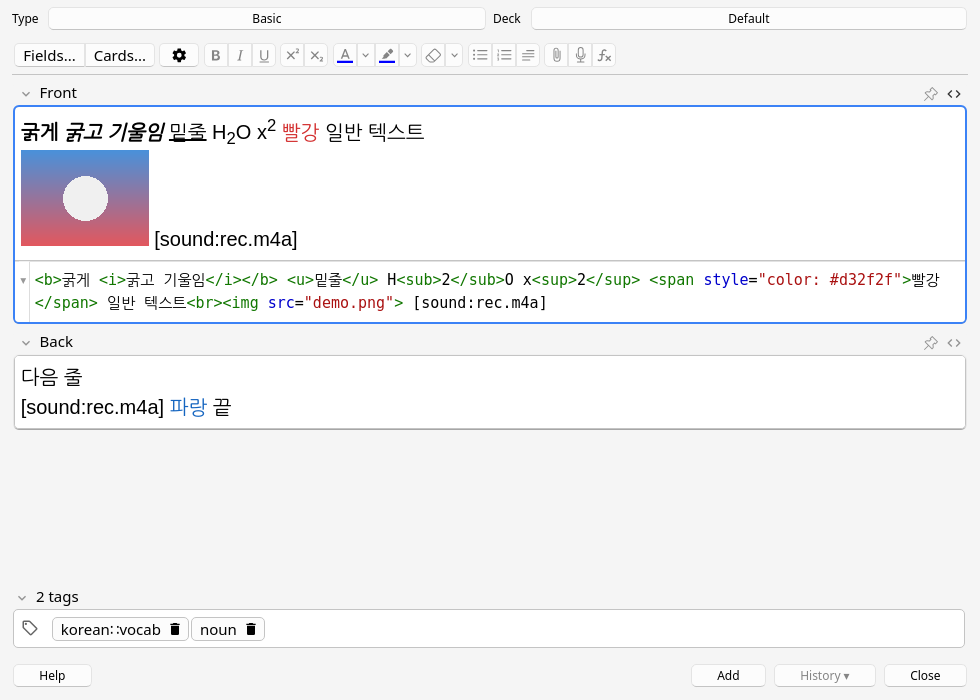 Type Basic Deck Default
Fields... Cards... B I U x² x₂ A fx
Front
굵게 굵고 기울임 밑줄 H₂O x² 빨강 일반 텍스트
[sound:rec.m4a]
<b>굵게 <i>굵고 기울임</i></b> <u>밑줄</u> H<sub>2</sub>O x<sup>2</sup> <span style="color: #d32f2f">빨강
</span> 일반 텍스트<br><img src="demo.png"> [sound:rec.m4a]
Back
다음 줄
[sound:rec.m4a] 파랑 끝
2 tags
korean::vocab noun
Help Add History ▾ Close